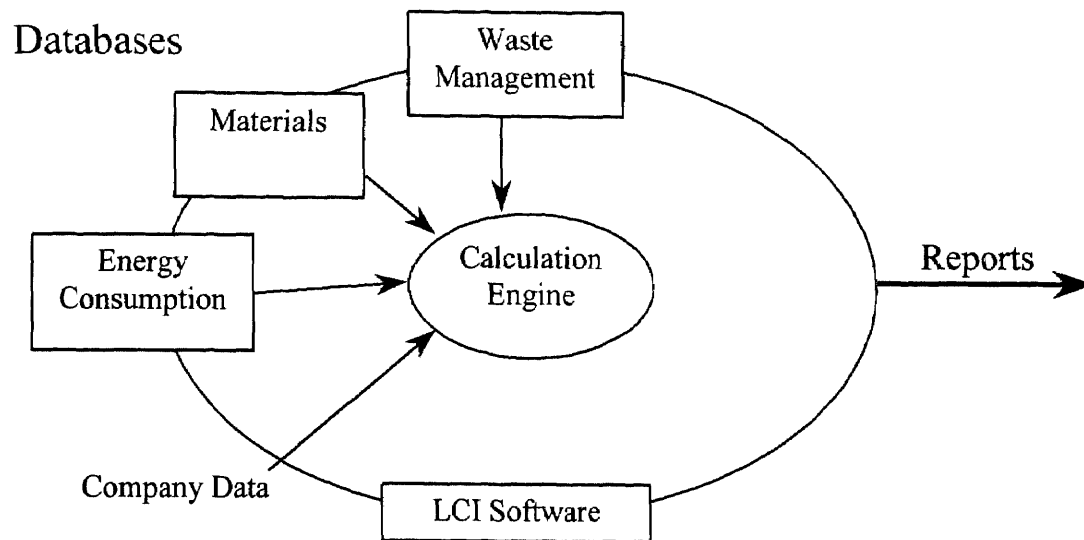 Databases
Waste
Management
Materials
Energy
Consumption
Calculation
Engine
Reports
Company Data
LCI Software